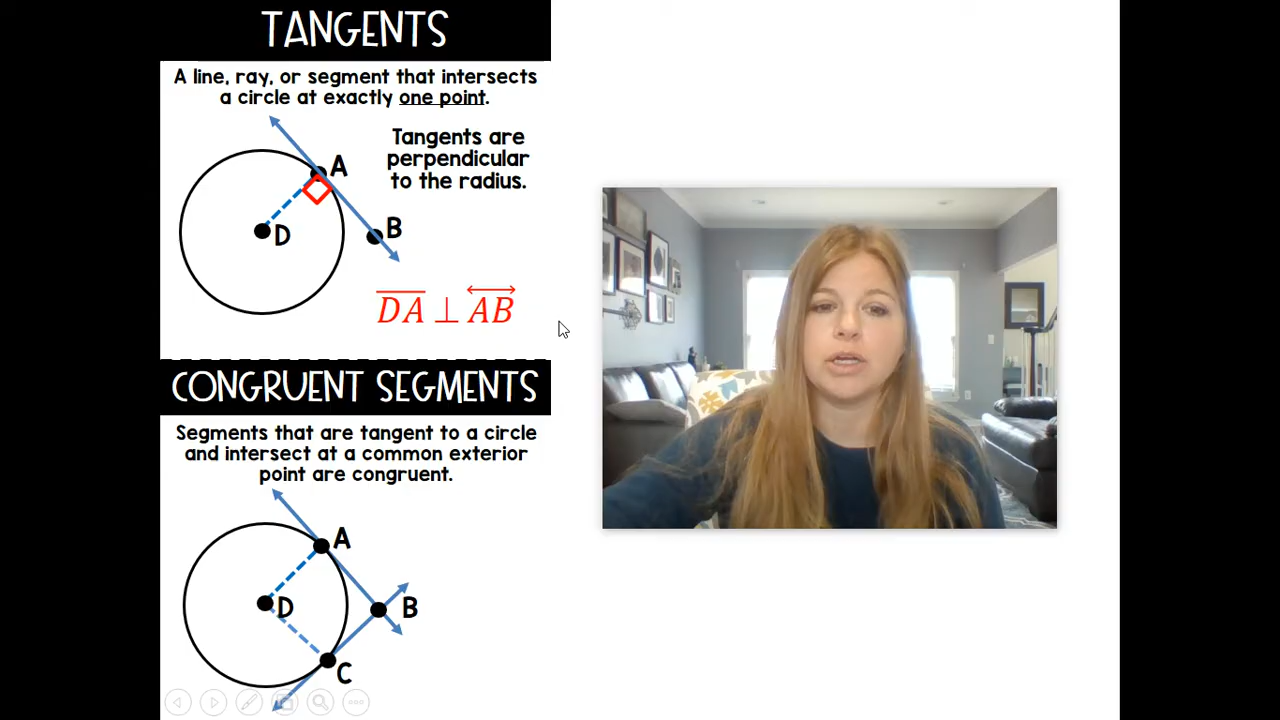 TANGENTS
A line, ray, or segment that intersects
a circle at exactly one point.
Tangents are
perpendicular
to the radius.
A
B
D
DA ⊥ AB
CONGRUENT SEGMENTS
Segments that are tangent to a circle
and intersect at a common exterior
point are congruent.
A
D
B
C